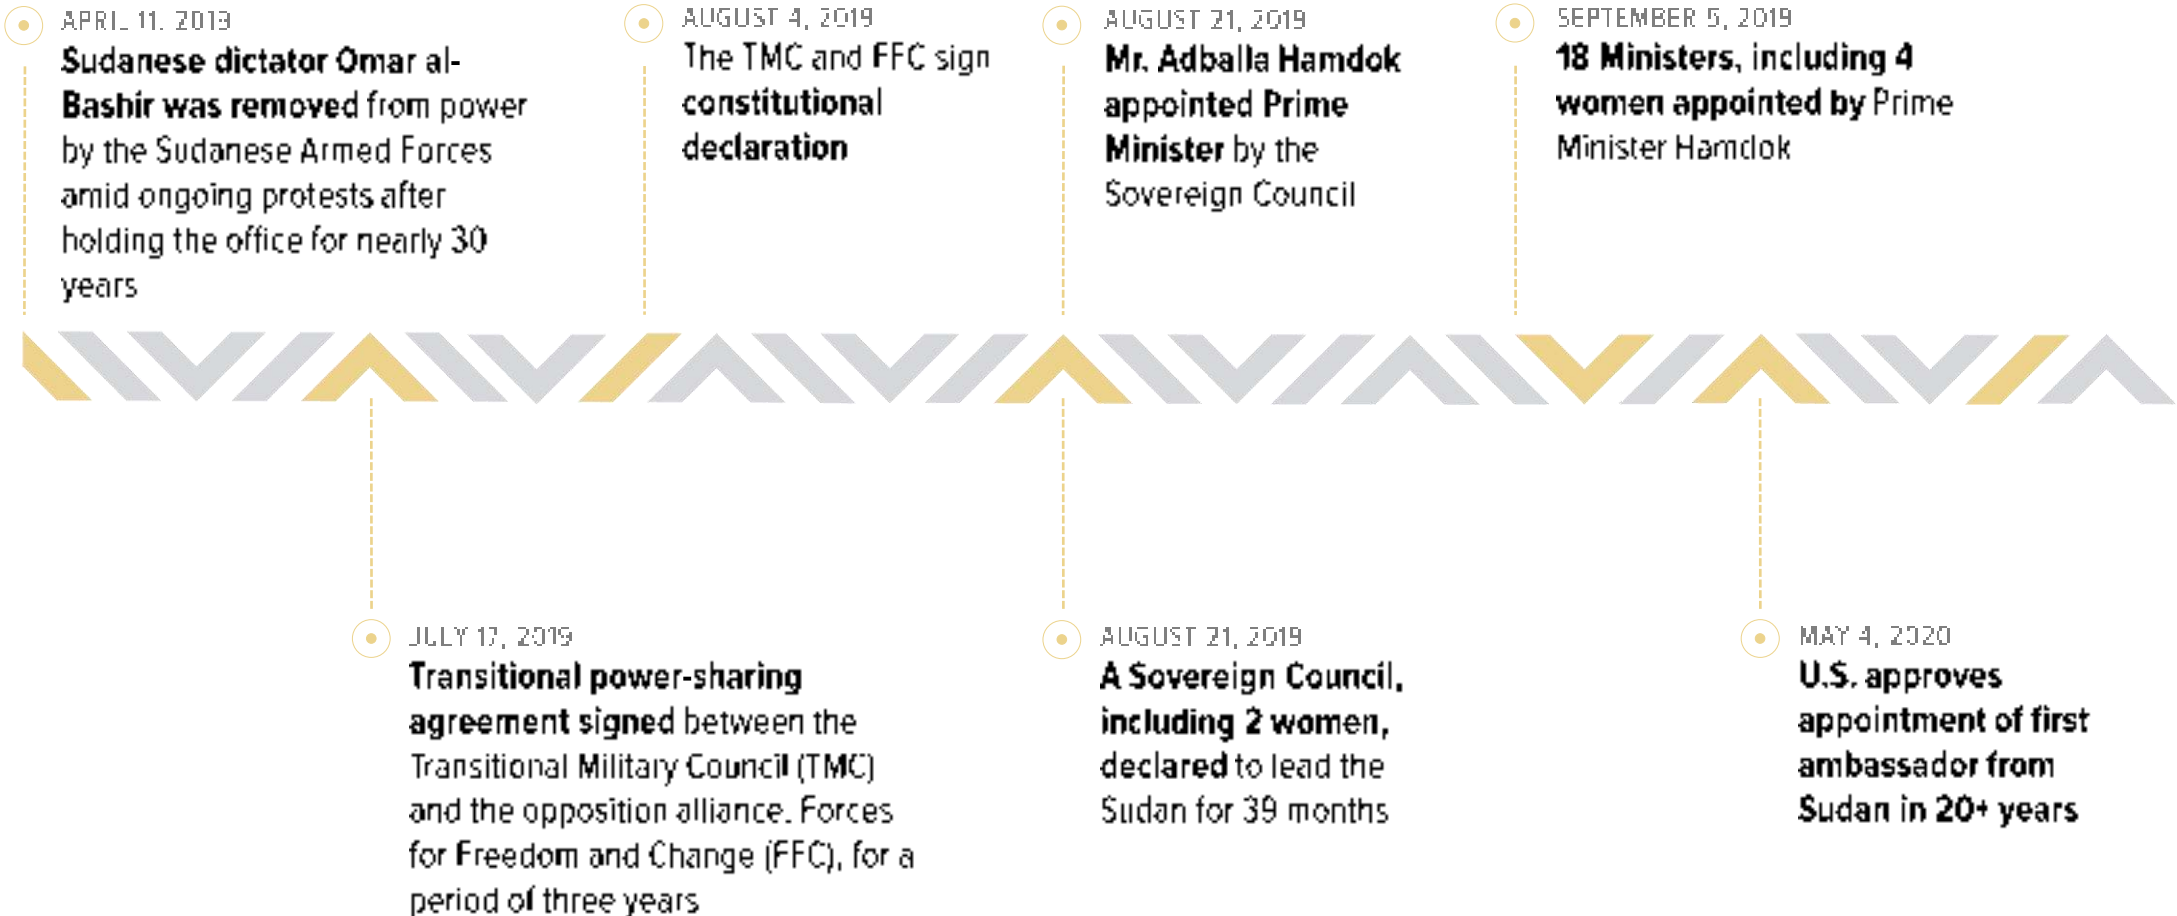 APRIL 11, 2019
Sudanese dictator Omar al-
Bashir was removed from power
by the Sudanese Armed Forces
amid ongoing protests after
holding the office for nearly 30
years
AUGUST 4, 2019
The TMC and FFC sign
constitutional
declaration
AUGUST 21, 2019
Mr. Adballa Hamdok
appointed Prime
Minister by the
Sovereign Council
SEPTEMBER 5, 2019
18 Ministers, including 4
women appointed by Prime
Minister Hamdok
JULY 17, 2019
Transitional power-sharing
agreement signed between the
Transitional Military Council (TMC)
and the opposition alliance. Forces
for Freedom and Change (FFC), for a
period of three years
AUGUST 21, 2019
A Sovereign Council,
including 2 women,
declared to lead the
Sudan for 39 months
MAY 4, 2020
U.S. approves
appointment of first
ambassador from
Sudan in 20+ years